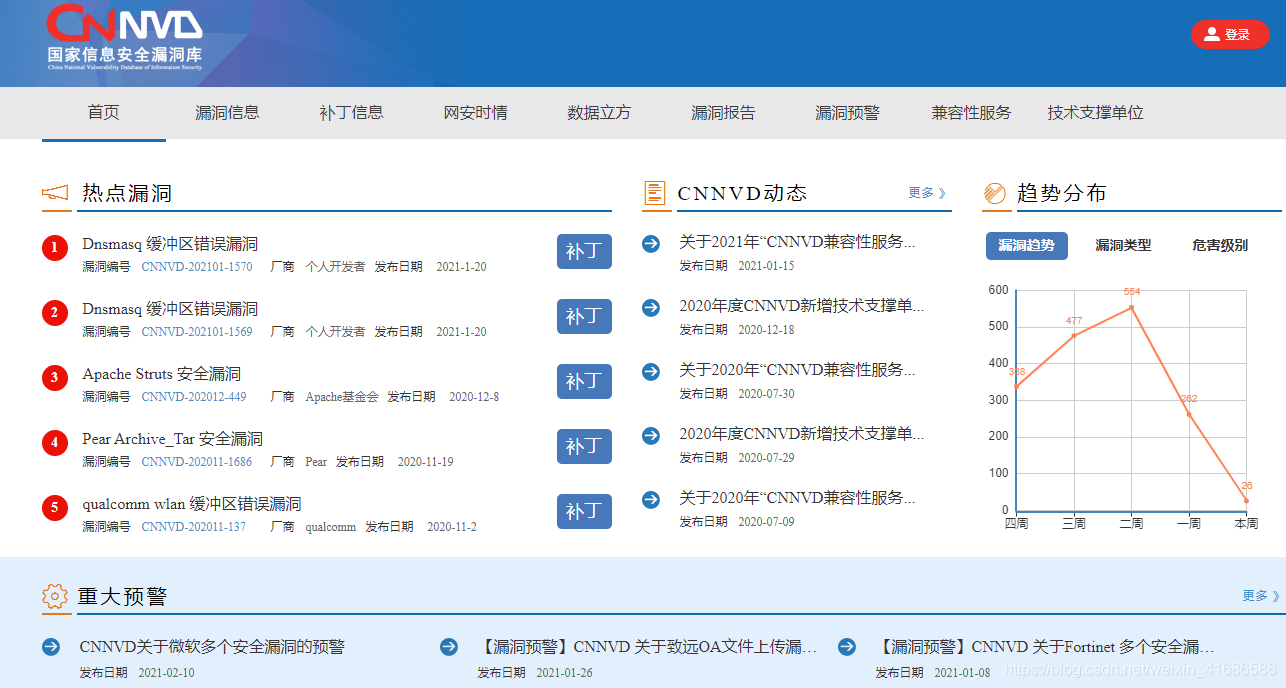 CNNVD
国家信息安全漏洞库
China National Vulnerability Database of Information Security
登录
首页 漏洞信息 补丁信息 网安时情 数据立方 漏洞报告 漏洞预警 兼容性服务 技术支撑单位
热点漏洞
1 Dnsmasq 缓冲区错误漏洞 补丁
漏洞编号 CNNVD-202101-1570 厂商 个人开发者 发布日期 2021-1-20
2 Dnsmasq 缓冲区错误漏洞 补丁
漏洞编号 CNNVD-202101-1569 厂商 个人开发者 发布日期 2021-1-20
3 Apache Struts 安全漏洞 补丁
漏洞编号 CNNVD-202012-449 厂商 Apache基金会 发布日期 2020-12-8
4 Pear Archive_Tar 安全漏洞 补丁
漏洞编号 CNNVD-202011-1686 厂商 Pear 发布日期 2020-11-19
5 qualcomm wlan 缓冲区错误漏洞 补丁
漏洞编号 CNNVD-202011-137 厂商 qualcomm 发布日期 2020-11-2
CNNVD动态 更多 》
关于2021年“CNNVD兼容性服务...
发布日期 2021-01-15
2020年度CNNVD新增技术支撑单...
发布日期 2020-12-18
关于2020年“CNNVD兼容性服务...
发布日期 2020-07-30
2020年度CNNVD新增技术支撑单...
发布日期 2020-07-29
关于2020年“CNNVD兼容性服务...
发布日期 2020-07-09
趋势分布
漏洞趋势 漏洞类型 危害级别
600
500
400
300
200
100
0
477
554
262
26
四周 三周 二周 一周 本周
重大预警 更多 》
CNNVD关于微软多个安全漏洞的预警
发布日期 2021-02-10
【漏洞预警】CNNVD 关于致远OA文件上传漏...
发布日期 2021-01-26
【漏洞预警】CNNVD 关于Fortinet 多个安全漏...
发布日期 2021-01-08
https://blog.csdn.net/weixin_41686586